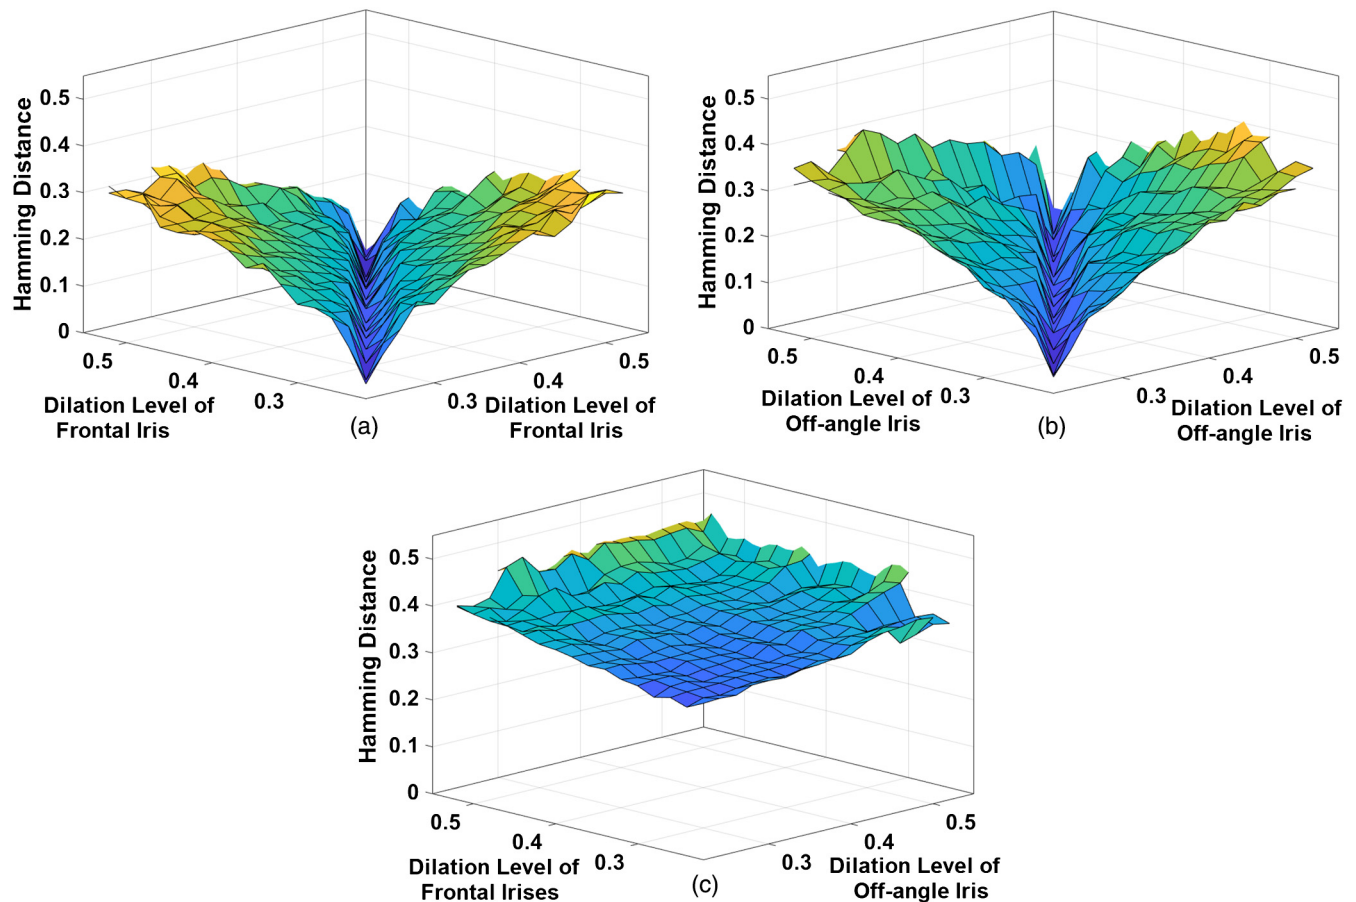 Hamming Distance
0.5
0.4
0.3
0.2
0.1
0
0.5
0.4
0.3
Dilation Level of
Frontal Iris
(a)
0.3
0.4
0.5
Dilation Level of
Frontal Iris
Hamming Distance
0.5
0.4
0.3
0.2
0.1
0
0.5
0.4
0.3
Dilation Level of
Off-angle Iris
(b)
0.3
0.4
0.5
Dilation Level of
Off-angle Iris
Hamming Distance
0.5
0.4
0.3
0.2
0.1
0
0.5
0.4
0.3
Dilation Level of
Frontal Irises
(c)
0.3
0.4
0.5
Dilation Level of
Off-angle Iris